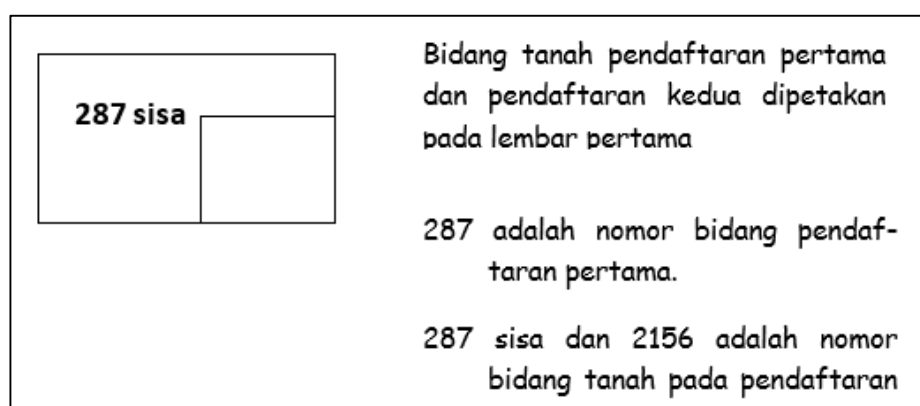 287 sisa
Bidang tanah pendaftaran pertama
dan pendaftaran kedua dipetakan
pada lembar pertama
287 adalah nomor bidang pendaf-
taran pertama.
287 sisa dan 2156 adalah nomor
bidang tanah pada pendaftaran